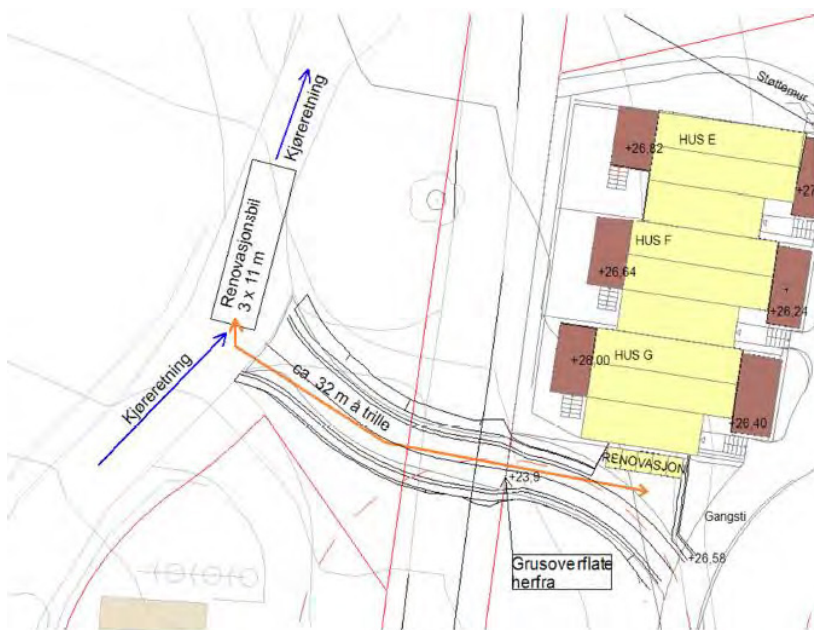 Støttemur
HUS E
+26,82
+27
Kjøreretning
Renovasjonsbil
3 x 11 m
HUS F
+26,64
+26,24
HUS G
+26,00
Kjøreretning
ca. 32 m å trille
+26,40
RENOVASJON
+23,9
Gangsti
+26,58
Grusoverflate
herfra